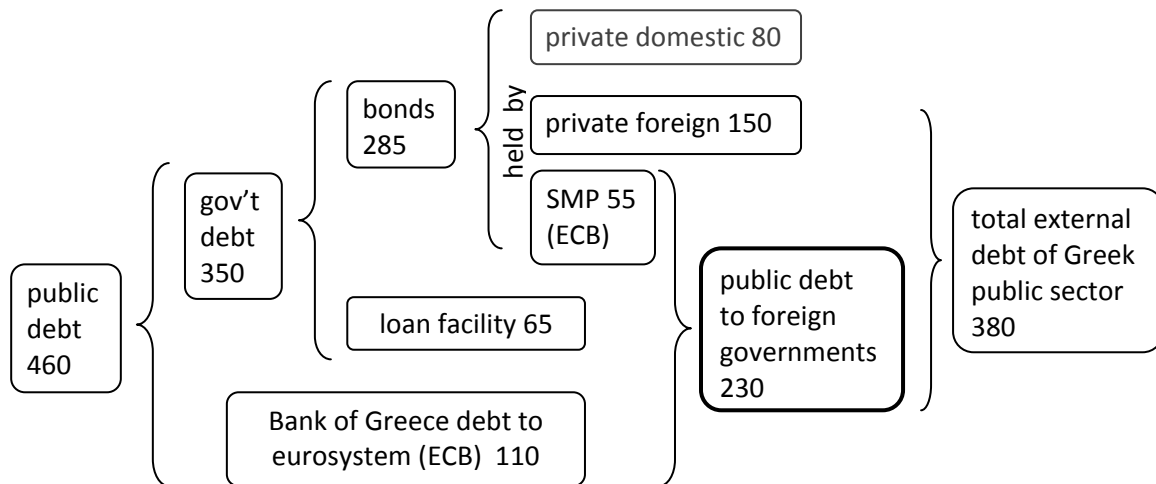 private domestic 80
bonds
285
held by
private foreign 150
gov't
debt
350
SMP 55
(ECB)
total external
debt of Greek
public sector
380
public
debt
460
loan facility 65
public debt
to foreign
governments
230
Bank of Greece debt to
eurosystem (ECB) 110